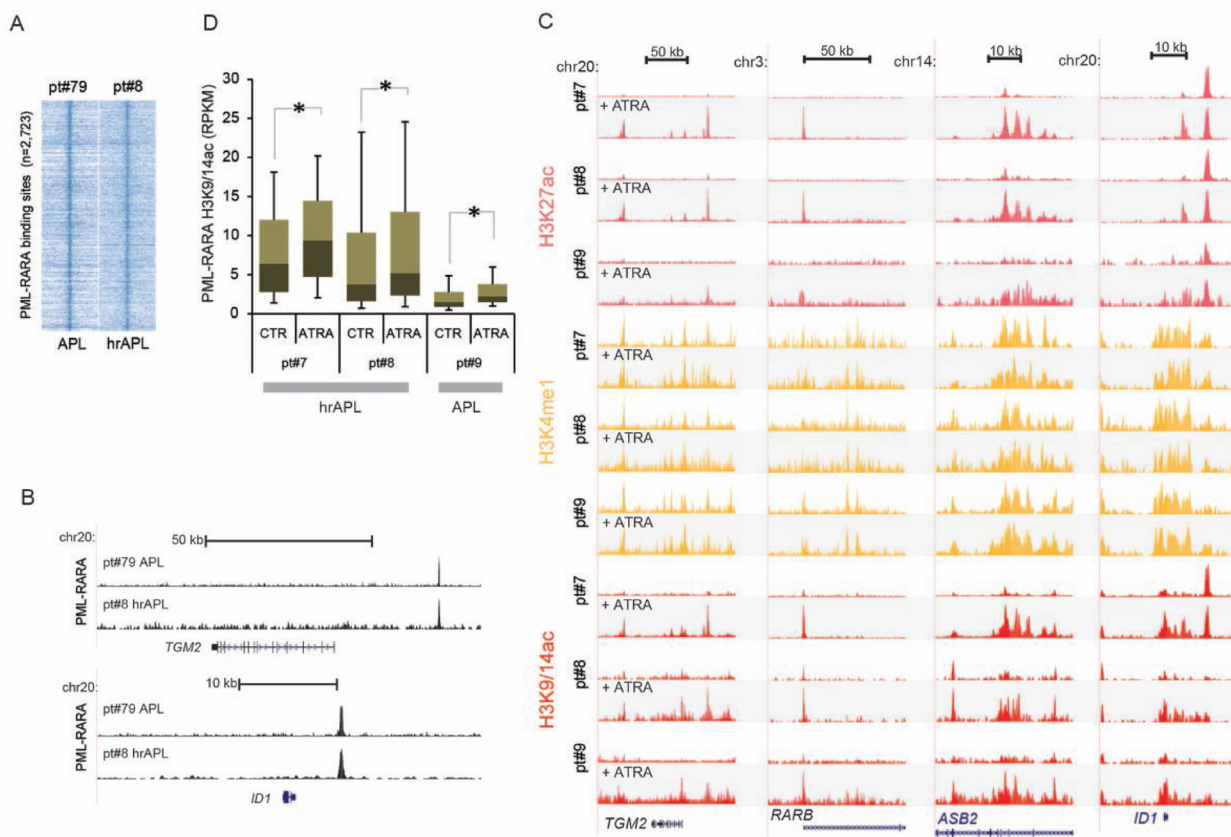 A
pt#79 pt#8
PML-RARA binding sites (n=2,723)
APL hrAPL
D
PML-RARA H3K9/14ac (RPKM)
30
25
20
15
10
5
0
* * *
CTR ATRA CTR ATRA CTR ATRA
pt#7 pt#8 pt#9
hrAPL APL
B
chr20: 50 kb
PML-RARA
pt#79 APL
pt#8 hrAPL
TGM2
chr20: 10 kb
PML-RARA
pt#79 APL
pt#8 hrAPL
ID1
C
50 kb 50 kb 10 kb 10 kb
chr20: chr3: chr14: chr20:
H3K27ac
pt#7
+ ATRA
pt#8
+ ATRA
pt#9
+ ATRA
H3K4me1
pt#7
+ ATRA
pt#8
+ ATRA
pt#9
+ ATRA
H3K9/14ac
pt#7
+ ATRA
pt#8
+ ATRA
pt#9
+ ATRA
TGM2 RARB ASB2 ID1